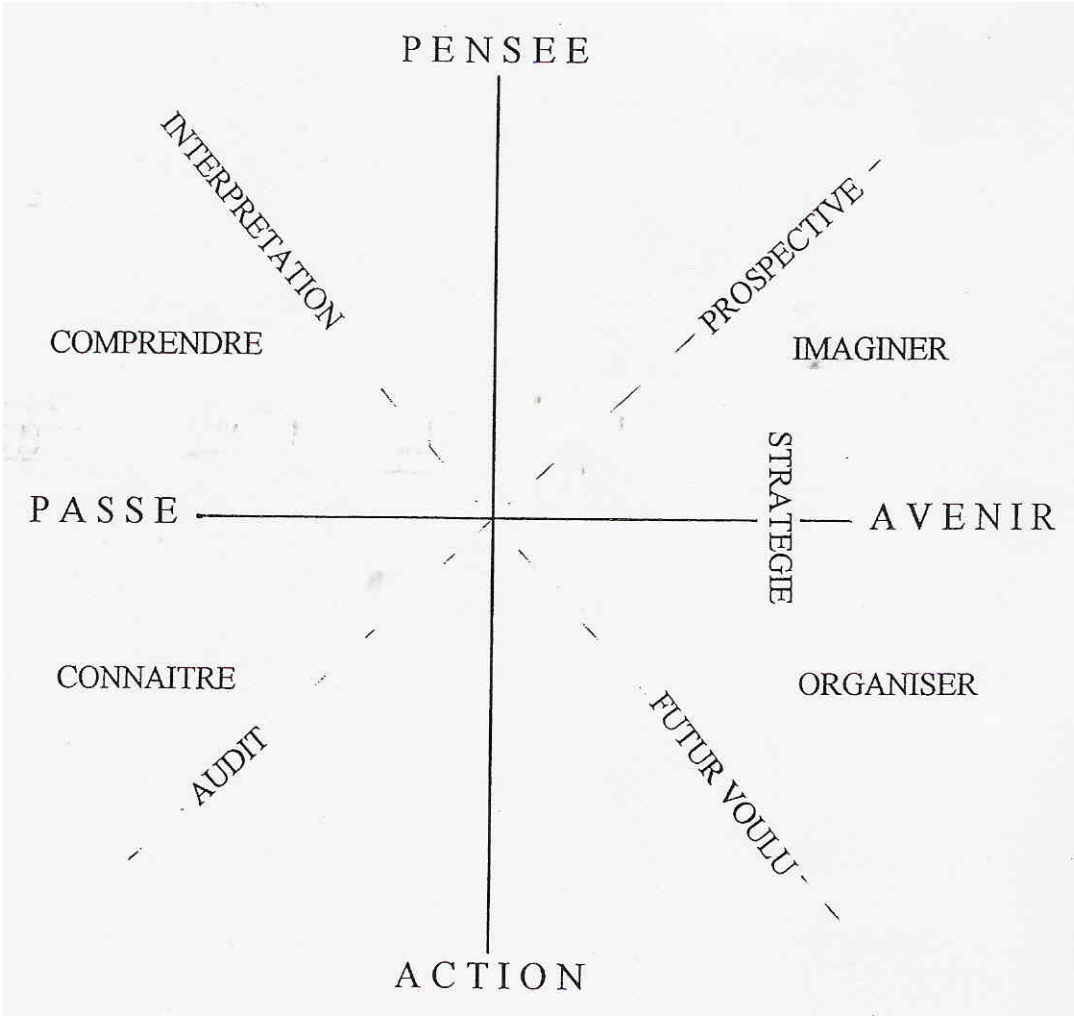 PENSEE
INTERPRETATION
PROSPECTIVE
COMPRENDRE
IMAGINER
STRATEGIE
PASSE
AVENIR
CONNAITRE
ORGANISER
AUDIT
FUTUR VOULU
ACTION